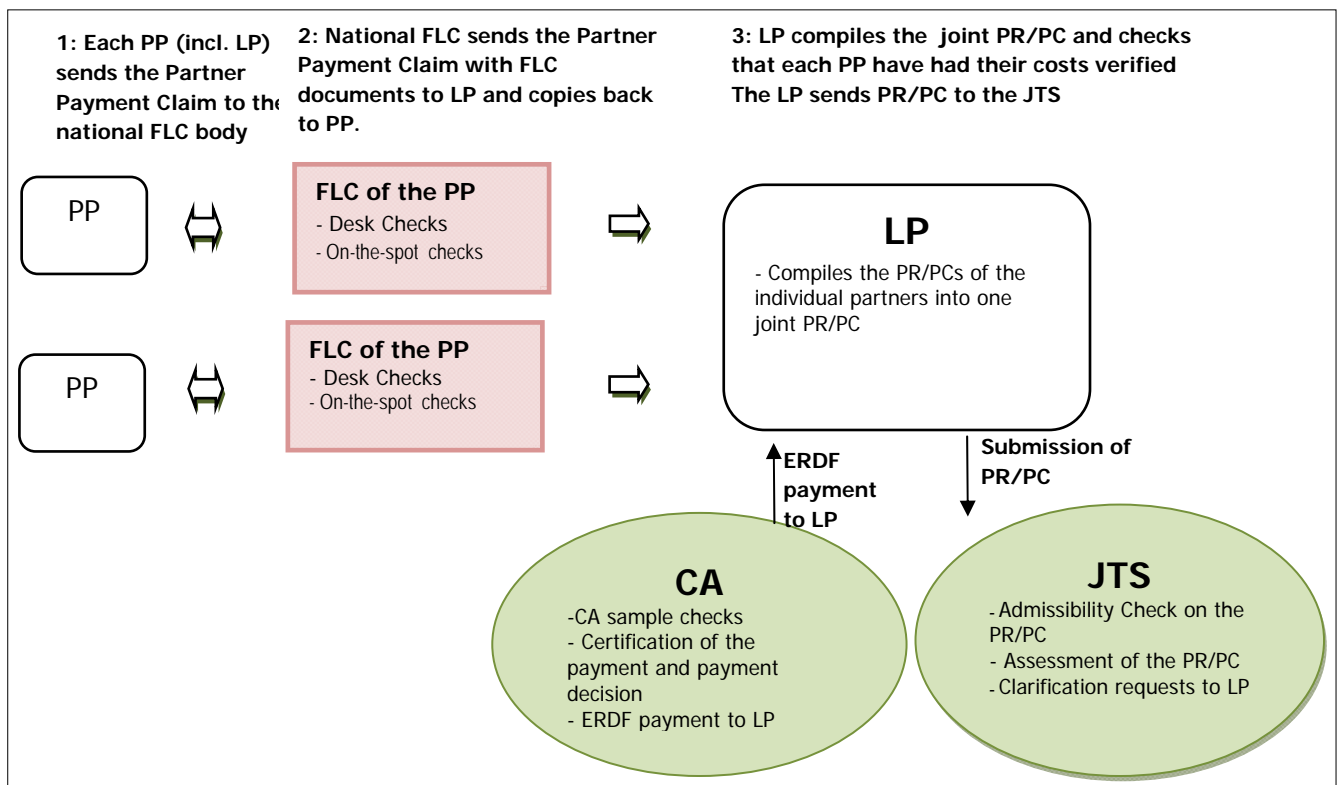 1: Each PP (incl. LP)
sends the Partner
Payment Claim to the
national FLC body
2: National FLC sends the Partner
Payment Claim with FLC
documents to LP and copies back
to PP.
3: LP compiles the joint PR/PC and checks
that each PP have had their costs verified
The LP sends PR/PC to the JTS
PP
FLC of the PP
- Desk Checks
- On-the-spot checks
LP
- Compiles the PR/PCs of the
individual partners into one
joint PR/PC
PP
FLC of the PP
- Desk Checks
- On-the-spot checks
ERDF
payment
to LP
Submission of
PR/PC
CA
-CA sample checks
- Certification of the
payment and payment
decision
- ERDF payment to LP
JTS
- Admissibility Check on the
PR/PC
- Assessment of the PR/PC
- Clarification requests to LP